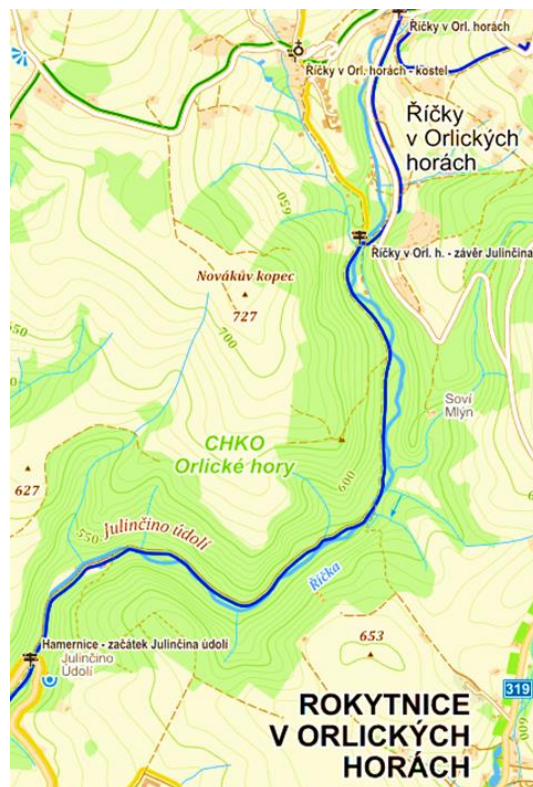 Říčky v Orl. horách
Říčky v Orl. horách - kostel
Říčky
v Orlických
horách
650
Říčky v Orl. h. - závěr Julinčina
Novákův kopec
727
700
650
Soví
Mlýn
CHKO
Orlické hory
627
600
550
Julinčino údolí
Říčka
Hamernice - začátek Julinčina údolí
Julinčino
Údolí
653
319
ROKYTNICE
V ORLICKÝCH
HORÁCH
600